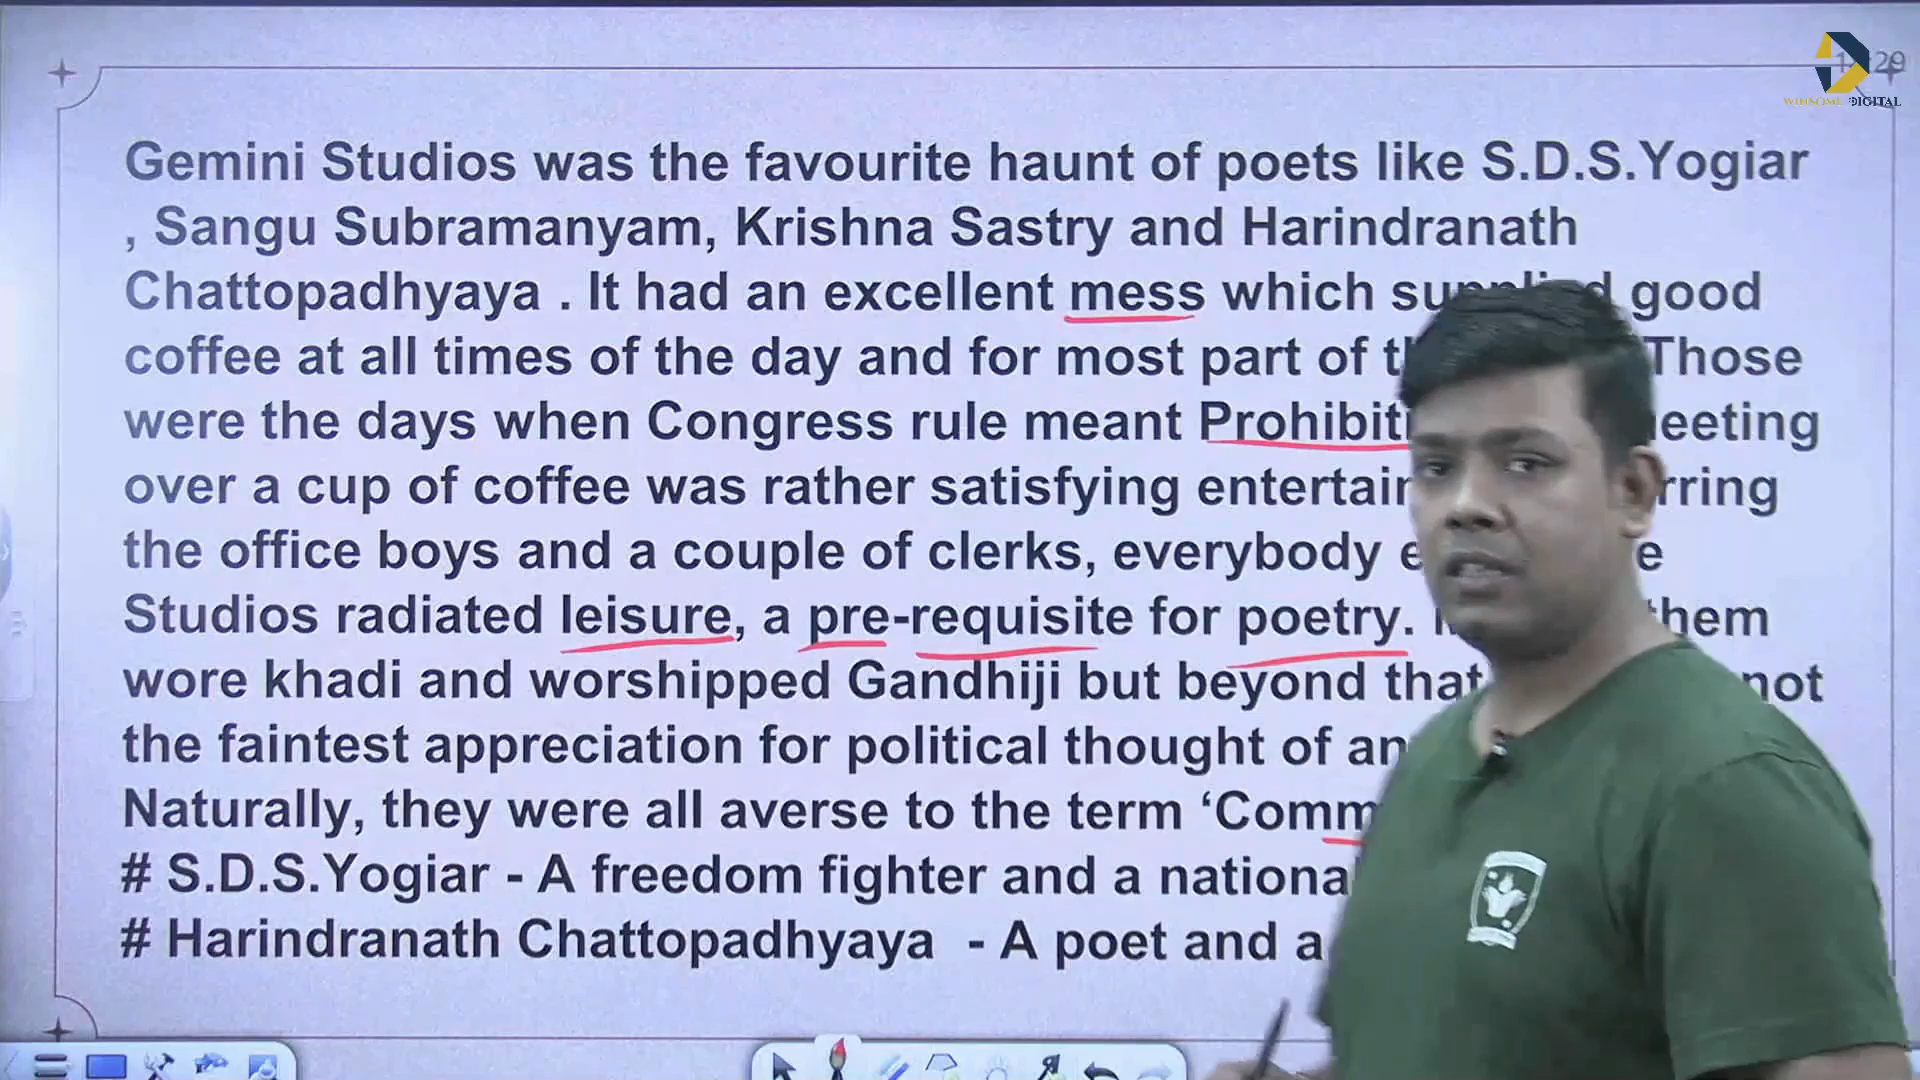 WINSOME DIGITAL
Gemini Studios was the favourite haunt of poets like S.D.S.Yogiar
, Sangu Subramanyam, Krishna Sastry and Harindranath
Chattopadhyaya . It had an excellent mess which supplied good
coffee at all times of the day and for most part of Those
were the days when Congress rule meant
over a cup of coffee was rather satisfying
the office boys and a couple of clerks, everybody
Studios radiated leisure, a pre-requisite for poetry. them
wore khadi and worshipped Gandhiji but beyond that not
the faintest appreciation for political thought of
Naturally, they were all averse to the term
# S.D.S.Yogiar - A freedom fighter and a
# Harindranath Chattopadhyaya - A poet and a